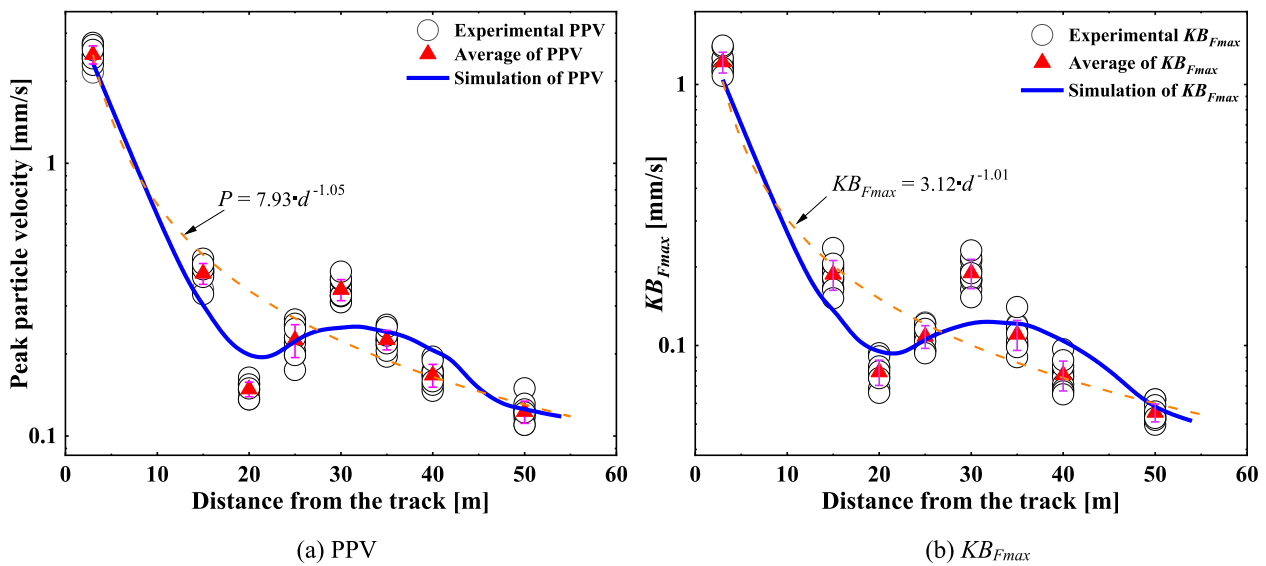 Peak particle velocity [mm/s]
1
0.1
Experimental PPV
Average of PPV
Simulation of PPV
P = 7.93·d^-1.05
0 10 20 30 40 50 60
Distance from the track [m]
(a) PPV
KB_Fmax [mm/s]
1
0.1
Experimental KB_Fmax
Average of KB_Fmax
Simulation of KB_Fmax
KB_Fmax = 3.12·d^-1.01
0 10 20 30 40 50 60
Distance from the track [m]
(b) KB_Fmax